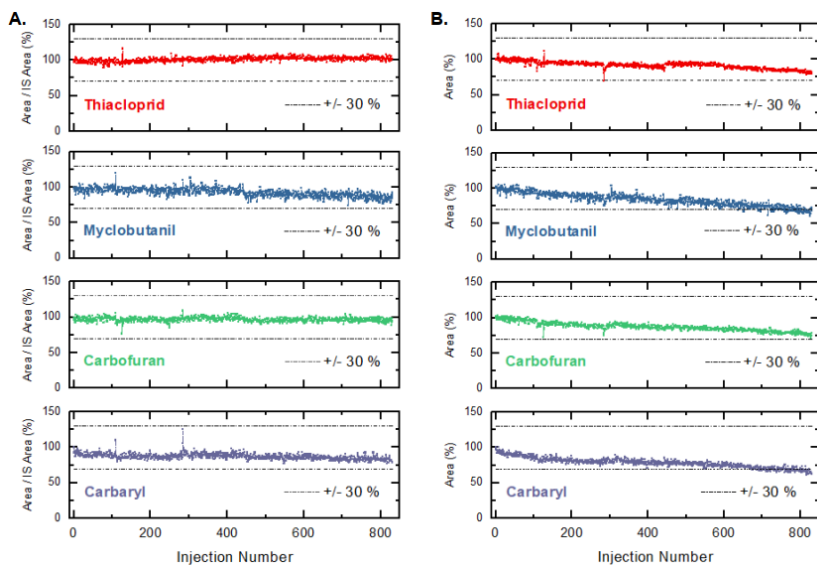 A.
Area / IS Area (%)
150
100
50
0
Thiacloprid
+/- 30 %
Area / IS Area (%)
150
100
50
0
Myclobutanil
+/- 30 %
Area / IS Area (%)
150
100
50
0
Carbofuran
+/- 30 %
Area / IS Area (%)
150
100
50
0
Carbaryl
+/- 30 %
0 200 400 600 800
Injection Number
B.
Area (%)
150
100
50
0
Thiacloprid
+/- 30 %
Area (%)
150
100
50
0
Myclobutanil
+/- 30 %
Area (%)
150
100
50
0
Carbofuran
+/- 30 %
Area (%)
150
100
50
0
Carbaryl
+/- 30 %
0 200 400 600 800
Injection Number